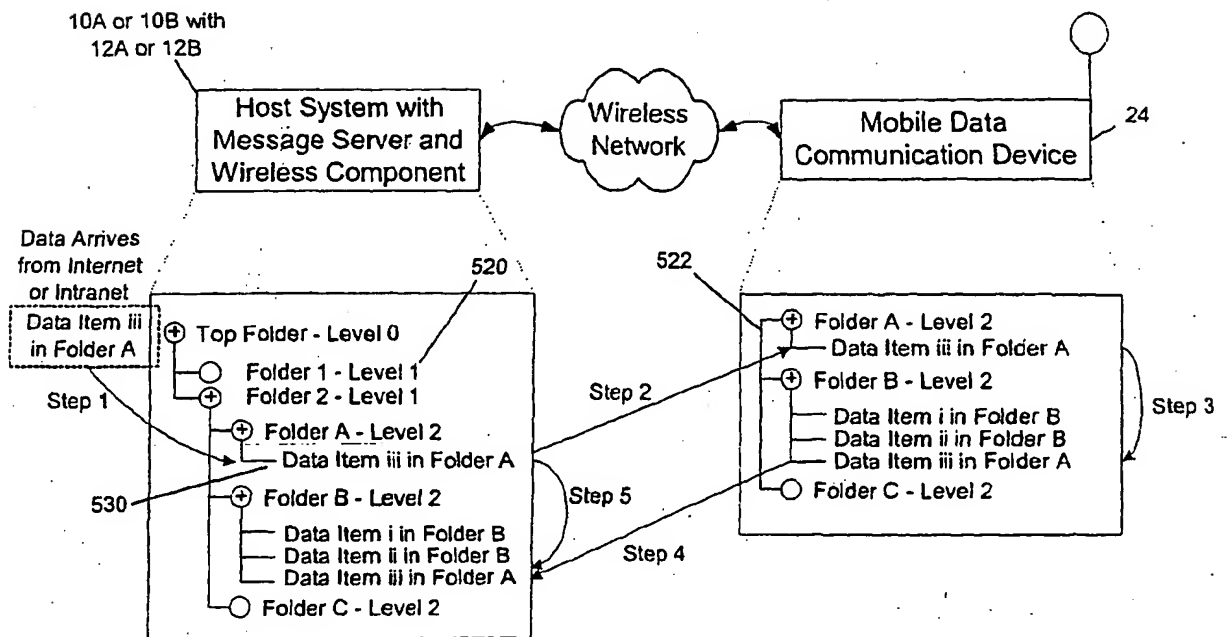 10A or 10B with
12A or 12B
Host System with
Message Server and
Wireless Component
Wireless
Network
Mobile Data
Communication Device
24
Data Arrives
from Internet
or Intranet
Data Item iii
in Folder A
Step 1
520
Top Folder - Level 0
Folder 1 - Level 1
Folder 2 - Level 1
Folder A - Level 2
Data Item iii in Folder A
530
Folder B - Level 2
Data Item i in Folder B
Data Item ii in Folder B
Data Item iii in Folder A
Folder C - Level 2
Step 2
Step 5
Step 4
522
Folder A - Level 2
Data Item iii in Folder A
Folder B - Level 2
Data Item i in Folder B
Data Item ii in Folder B
Data Item iii in Folder A
Folder C - Level 2
Step 3